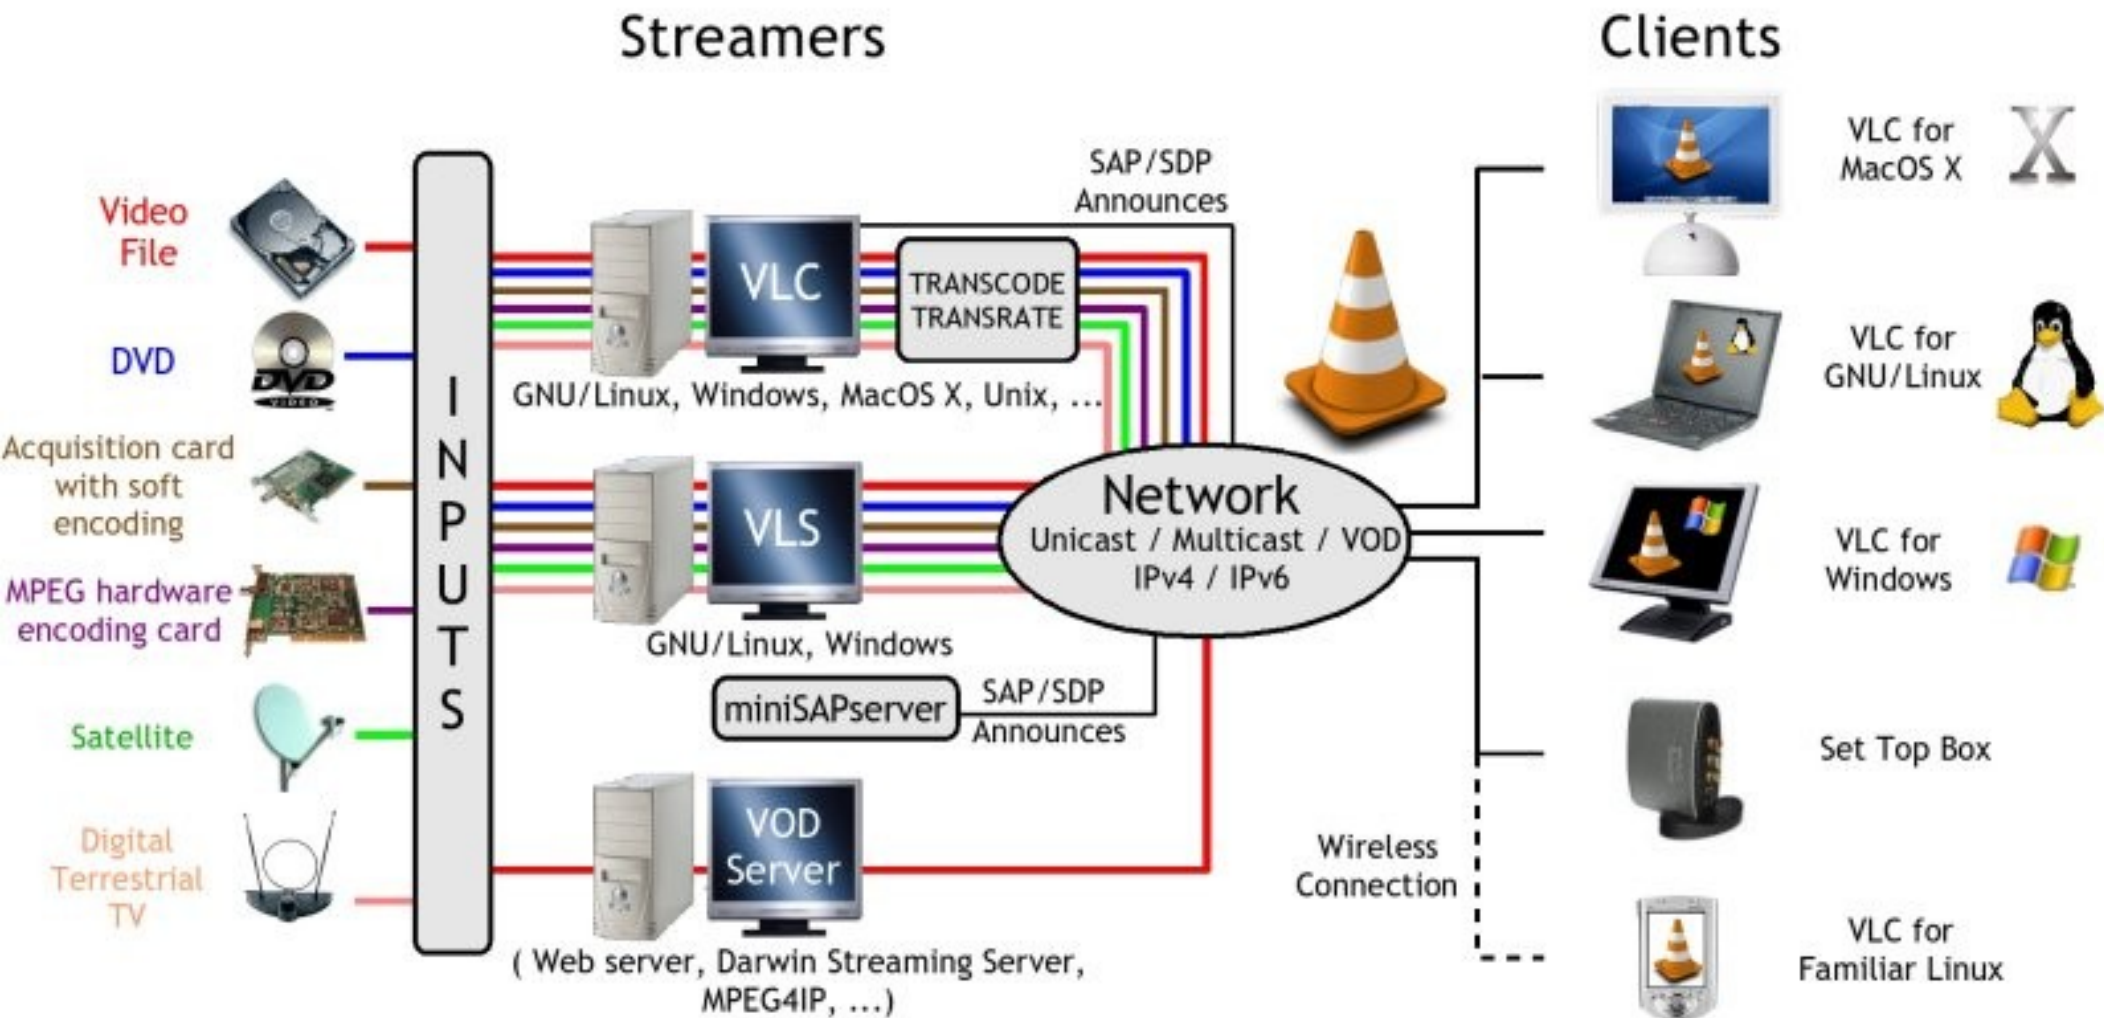 Streamers
Clients
Video
File
DVD
DVD
VIDEO
Acquisition card
with soft
encoding
MPEG hardware
encoding card
Satellite
Digital
Terrestrial
TV
INPUTS
VLC
TRANSCODE
TRANSRATE
SAP/SDP
Announces
GNU/Linux, Windows, MacOS X, Unix, ...
VLS
GNU/Linux, Windows
miniSAPserver
SAP/SDP
Announces
VOD
Server
( Web server, Darwin Streaming Server,
MPEG4IP, ...)
Network
Unicast / Multicast / VOD
IPv4 / IPv6
Wireless
Connection
VLC for
MacOS X
X
VLC for
GNU/Linux
VLC for
Windows
Set Top Box
VLC for
Familiar Linux